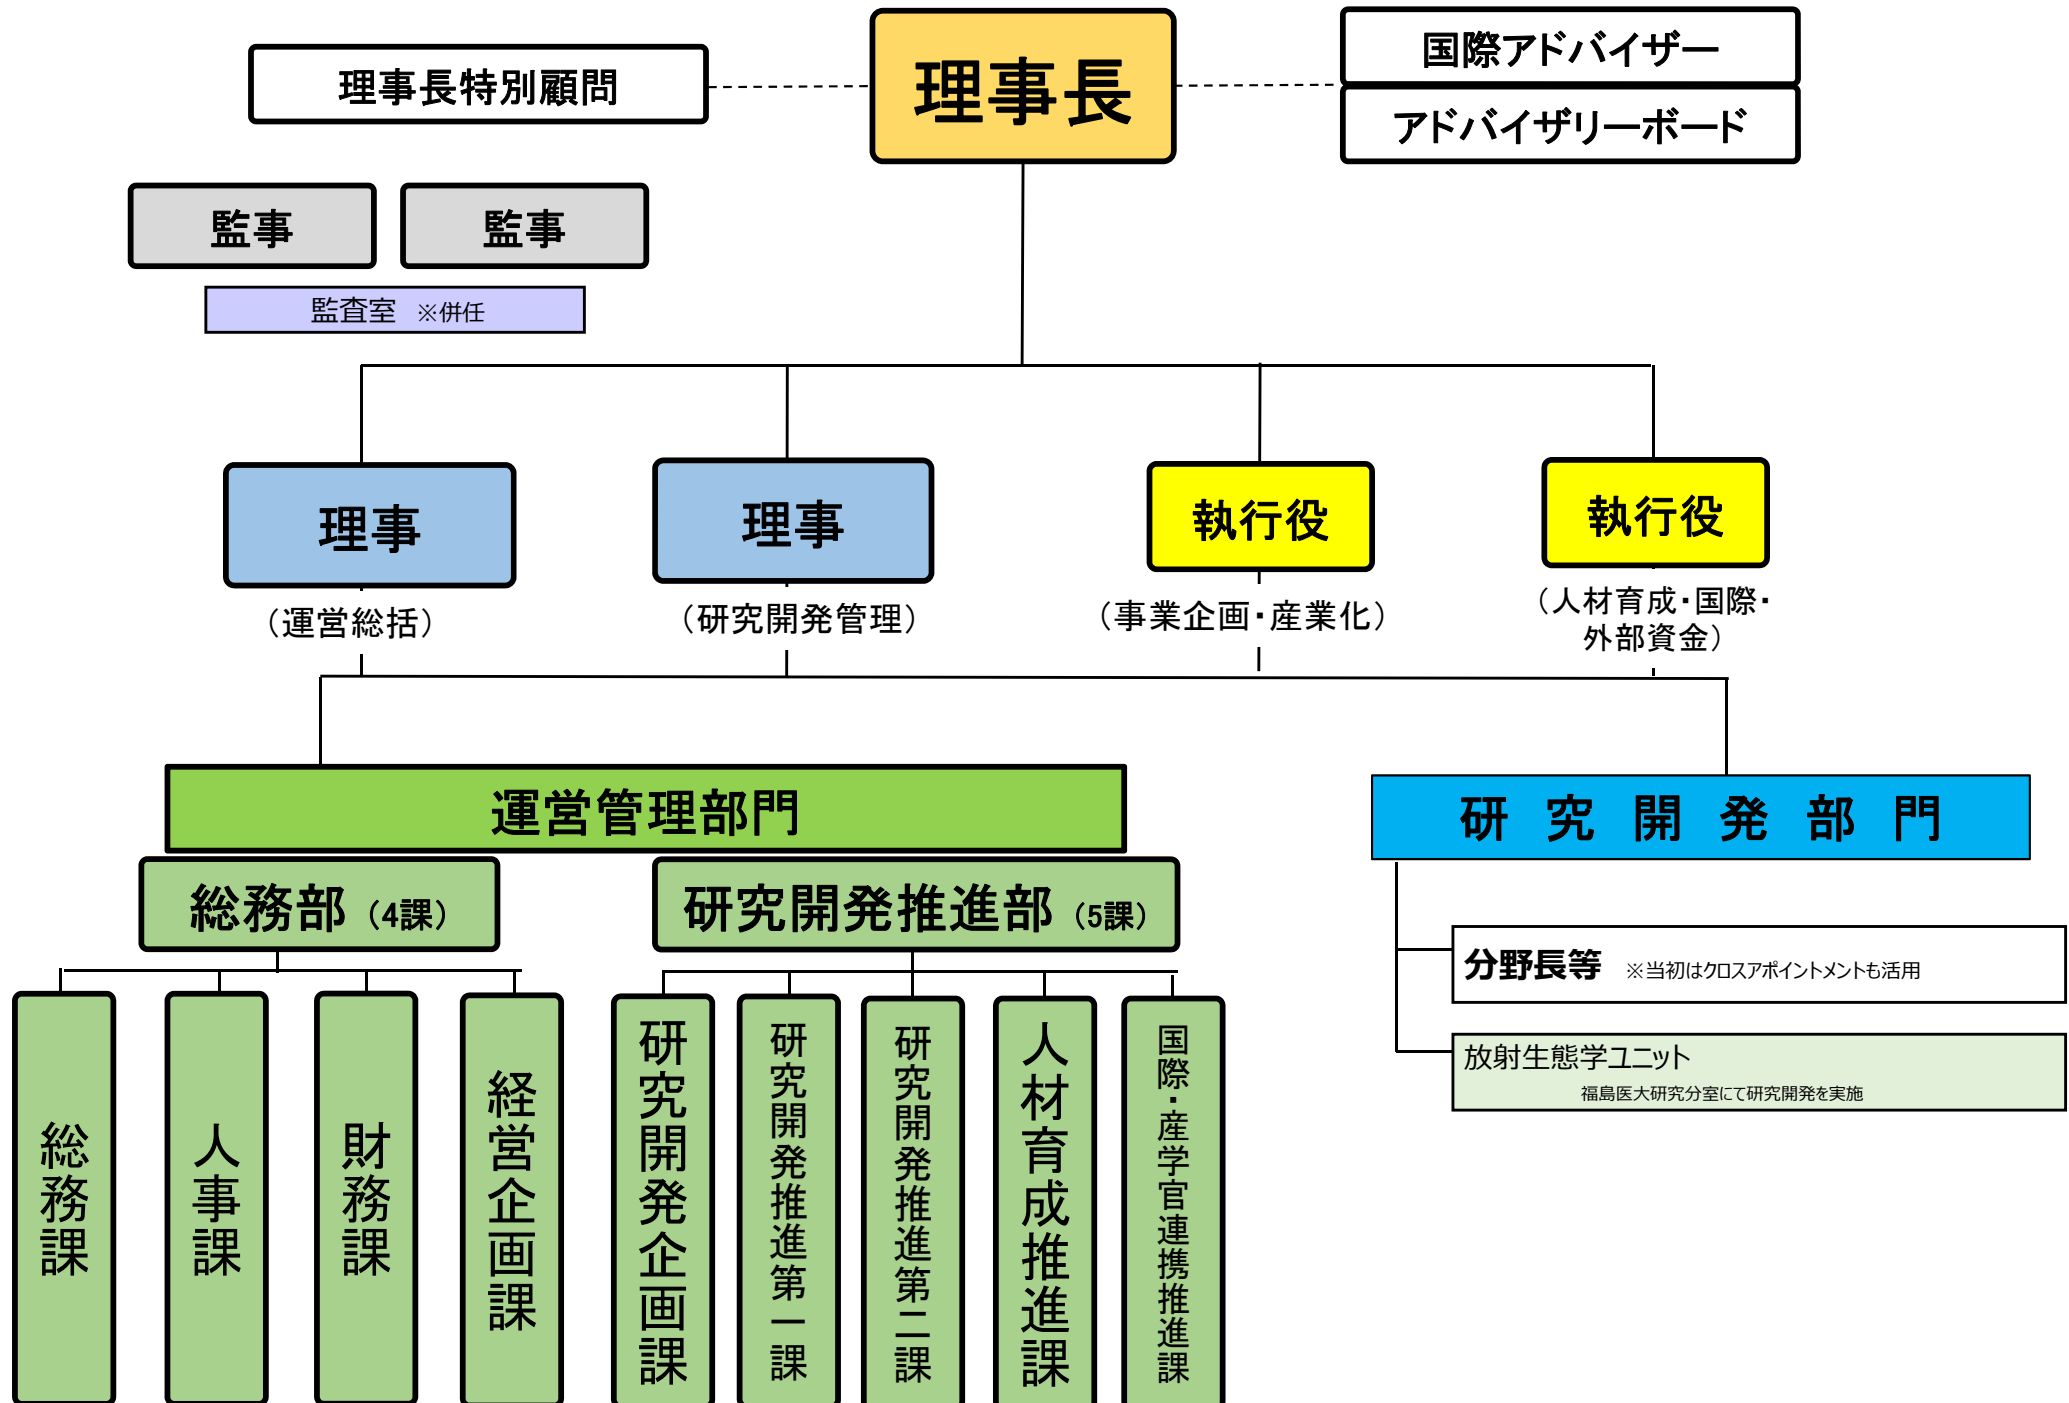 国際アドバイザー
理事長特別顧問
理事長
アドバイザリーボード
監事
監事
監査室 ※併任
理事
理事
執行役
執行役
（運営総括）
（研究開発管理）
（事業企画・産業化）
（人材育成・国際・
外部資金）
運営管理部門
研究開発部門
総務部（4課）
研究開発推進部（5課）
分野長等 ※当初はクロスアポイントメントも活用
放射生態学ユニット
福島医大研究分室にて研究開発を実施
総務課
人事課
財務課
経営企画課
研究開発企画課
研究開発推進第一課
研究開発推進第二課
人材育成推進課
国際・産学官連携推進課